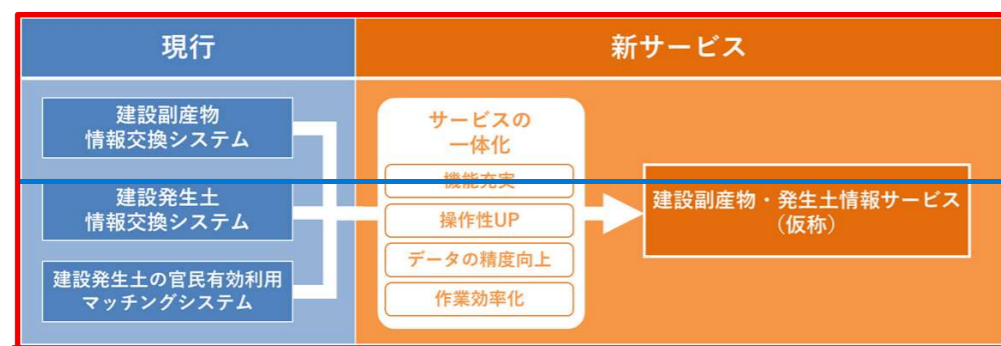 現行
新サービス
建設副産物
情報交換システム
建設発生土
情報交換システム
建設発生土の官民有効利用
マッチングシステム
サービスの
一体化
機能充実
操作性UP
データの精度向上
作業効率化
建設副産物・発生土情報サービス
（仮称）